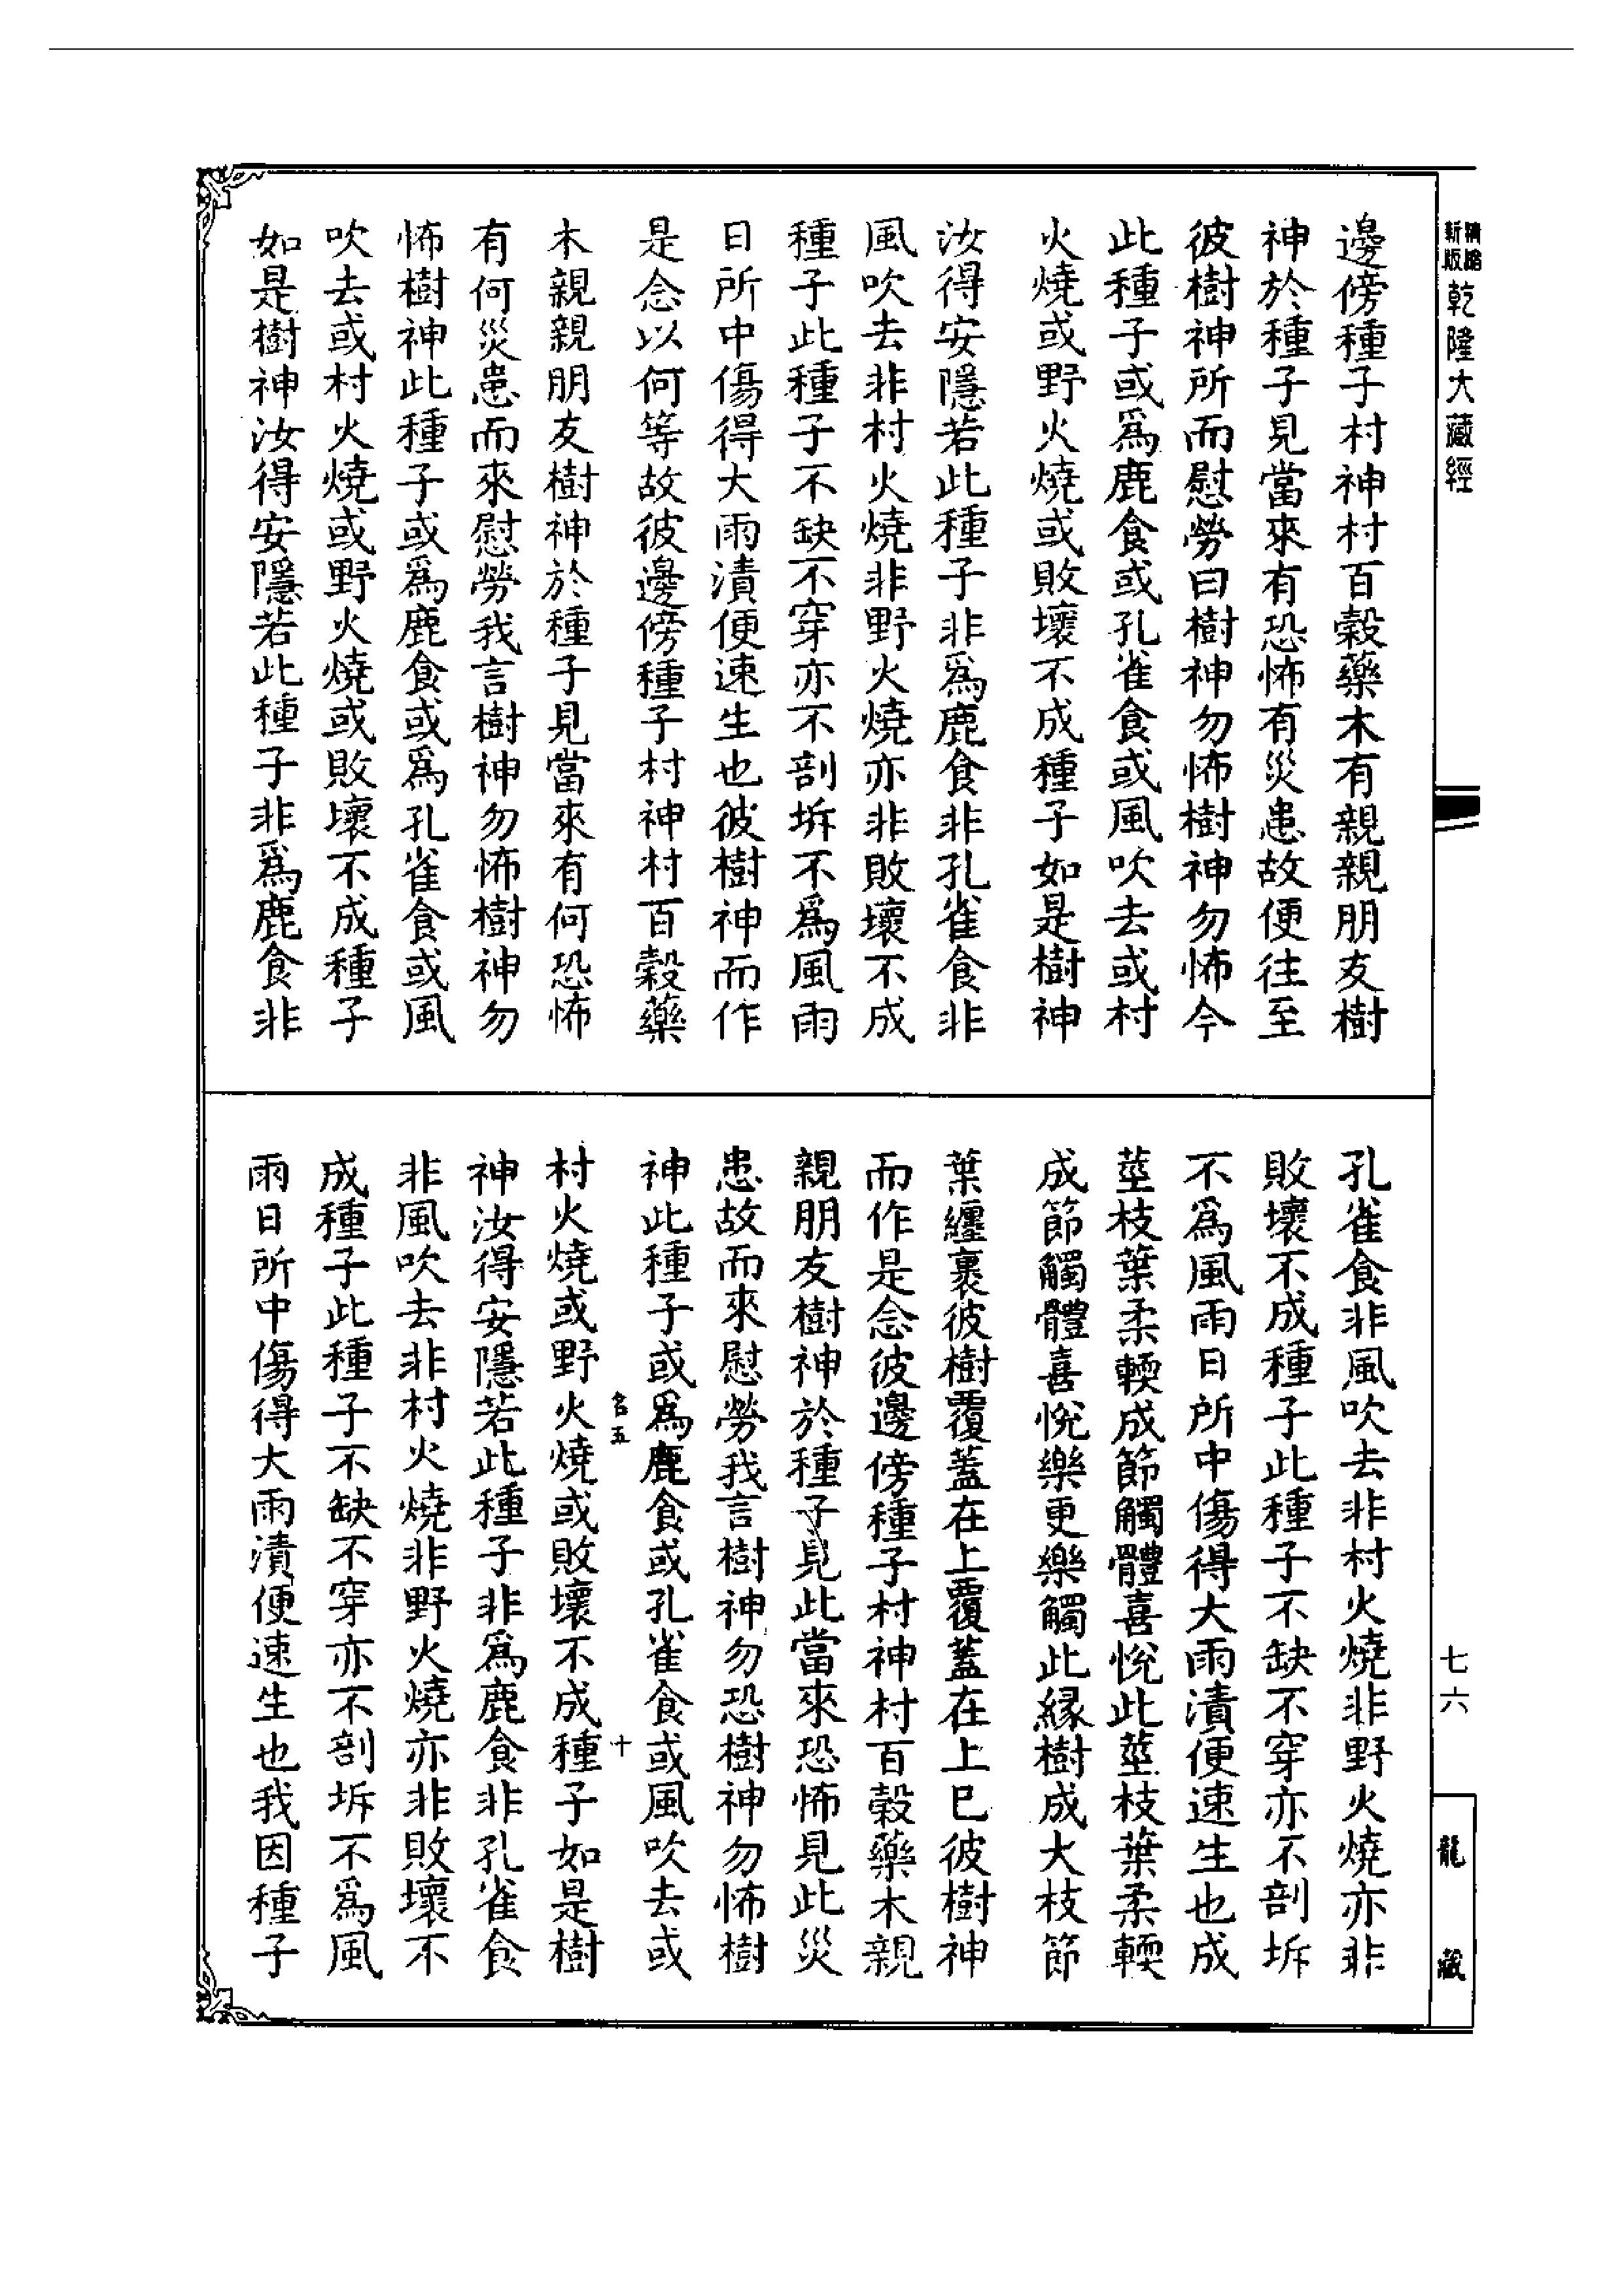 新版
精縮
乾隆大藏經
邊傍種子村神村百穀藥木有親親朋友樹
神於種子見當來有恐怖有災患故便往至
彼樹神所而慰勞曰樹神勿怖樹神勿怖今
此種子或爲鹿食或孔雀食或風吹去或村
火燒或野火燒或敗壞不成種子如是樹神
汝得安隱若此種子非爲鹿食非孔雀食非
風吹去非村火燒非野火燒亦非敗壞不成
種子此種子不缺不穿亦不剖坼不爲風雨
日所中傷得大雨漬便速生也彼樹神而作
是念以何等故彼邊傍種子村神村百穀藥
木親親朋友樹神於種子見當來有何恐怖
有何災患而來慰勞我言樹神勿怖樹神勿
怖樹神此種子或爲鹿食或爲孔雀食或風
吹去或村火燒或野火燒或敗壞不成種子
如是樹神汝得安隱若此種子非爲鹿食非
孔雀食非風吹去非村火燒非野火燒亦非
敗壞不成種子此種子不缺不穿亦不剖坼
不爲風雨日所中傷得大雨漬便速生也成
莖枝葉柔輭成節觸體喜悅此莖枝葉柔輭
成節觸體喜悅樂更樂觸此緣樹成大枝節
葉纏裹彼樹覆蓋在上覆蓋在上已彼樹神
而作是念彼邊傍種子村神村百穀藥木親
親朋友樹神於種子見此當來恐怖見此災
患故而來慰勞我言樹神勿恐樹神勿怖樹
神此種子或爲鹿食或孔雀食或風吹去或
名五 十
村火燒或野火燒或敗壞不成種子如是樹
神汝得安隱若此種子非爲鹿食非孔雀食
非風吹去非村火燒非野火燒亦非敗壞不
成種子此種子不缺不穿亦不剖坼不爲風
雨日所中傷得大雨漬便速生也我因種子
七六
龍藏